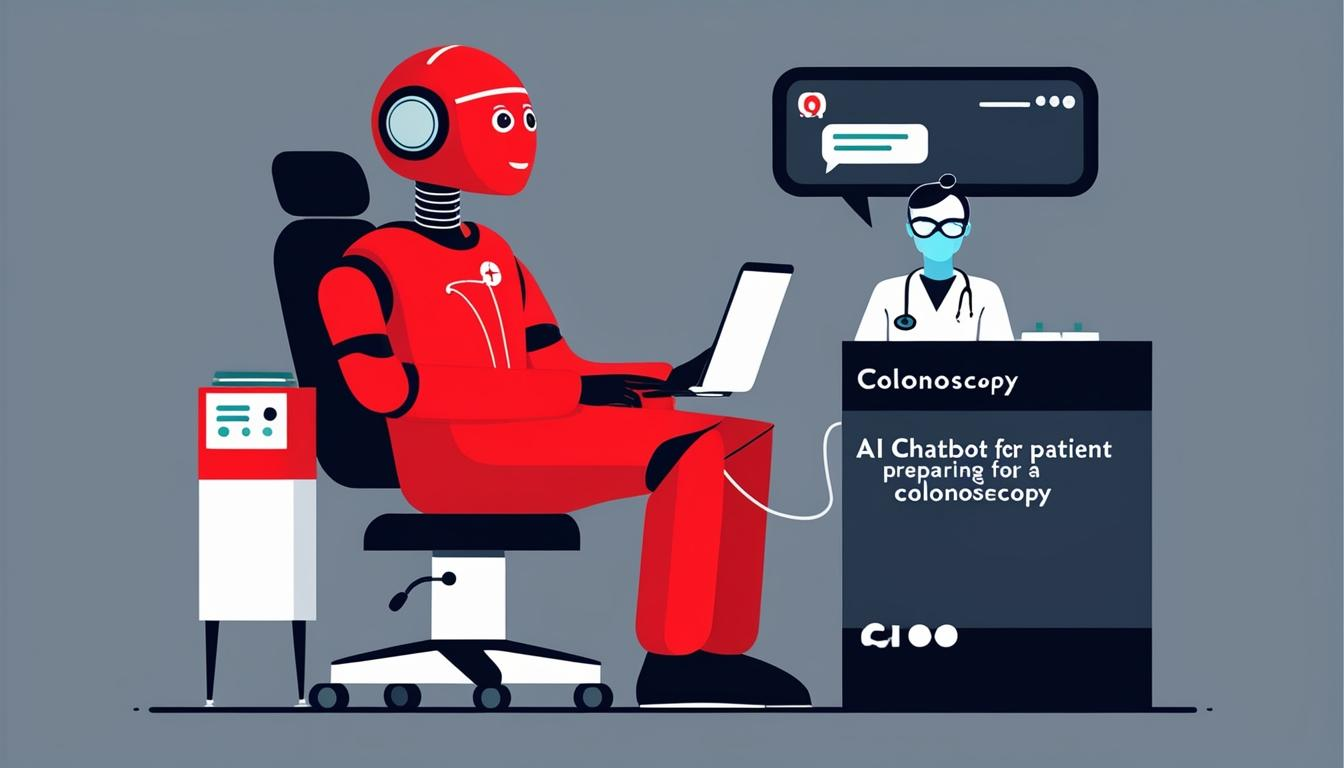 Colonoscopy
AI Chatbot for patient
preparing for a
colonosecopy